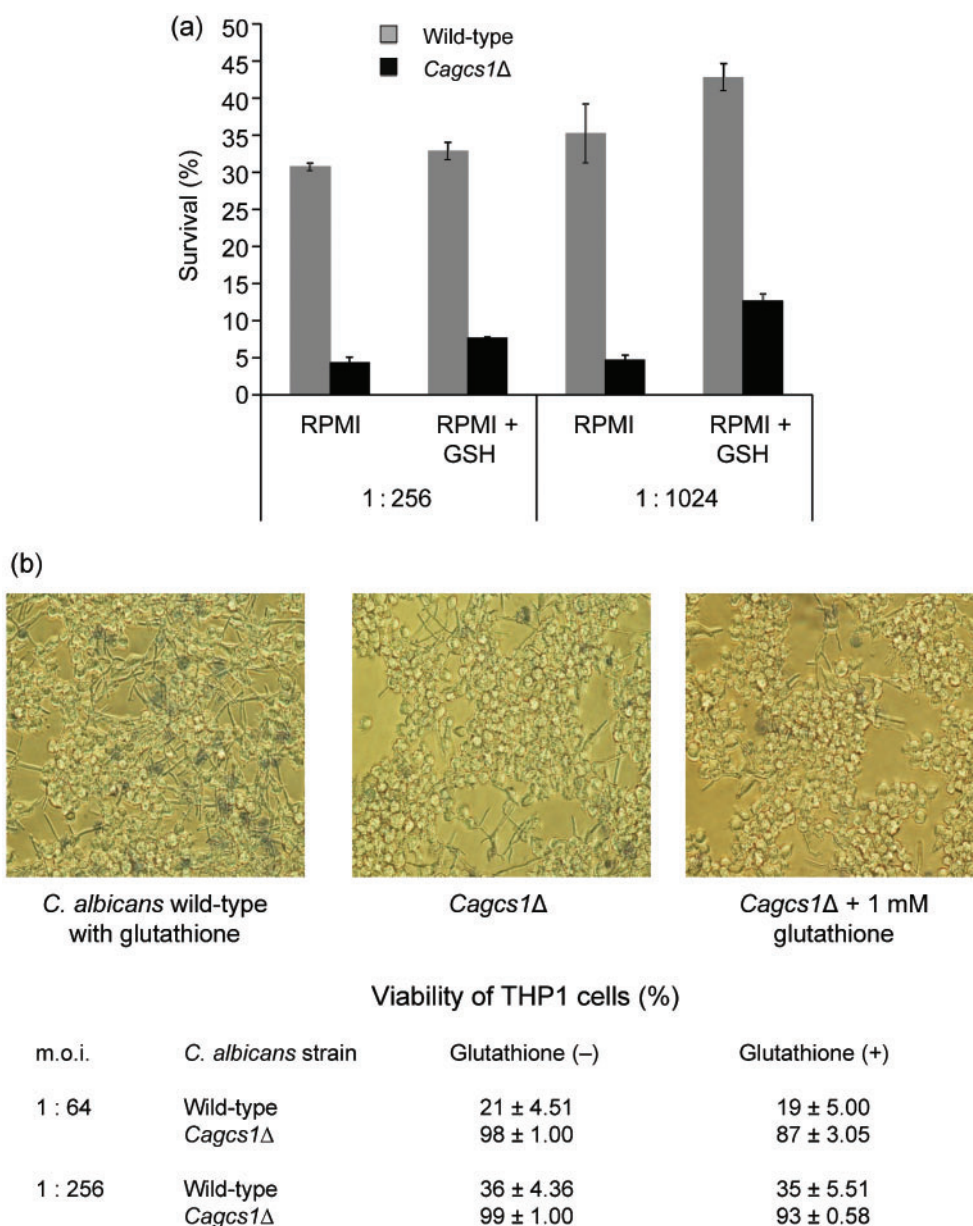 (a)
Wild-type
Cagcs1Δ
50
45
40
35
30
25
20
15
10
5
0
Survival (%)
RPMI
RPMI +
GSH
RPMI
RPMI +
GSH
1 : 256
1 : 1024
(b)
C. albicans wild-type
with glutathione
Cagcs1Δ
Cagcs1Δ + 1 mM
glutathione
Viability of THP1 cells (%)
m.o.i. C. albicans strain Glutathione (–) Glutathione (+)
1 : 64 Wild-type 21 ± 4.51 19 ± 5.00
Cagcs1Δ 98 ± 1.00 87 ± 3.05
1 : 256 Wild-type 36 ± 4.36 35 ± 5.51
Cagcs1Δ 99 ± 1.00 93 ± 0.58